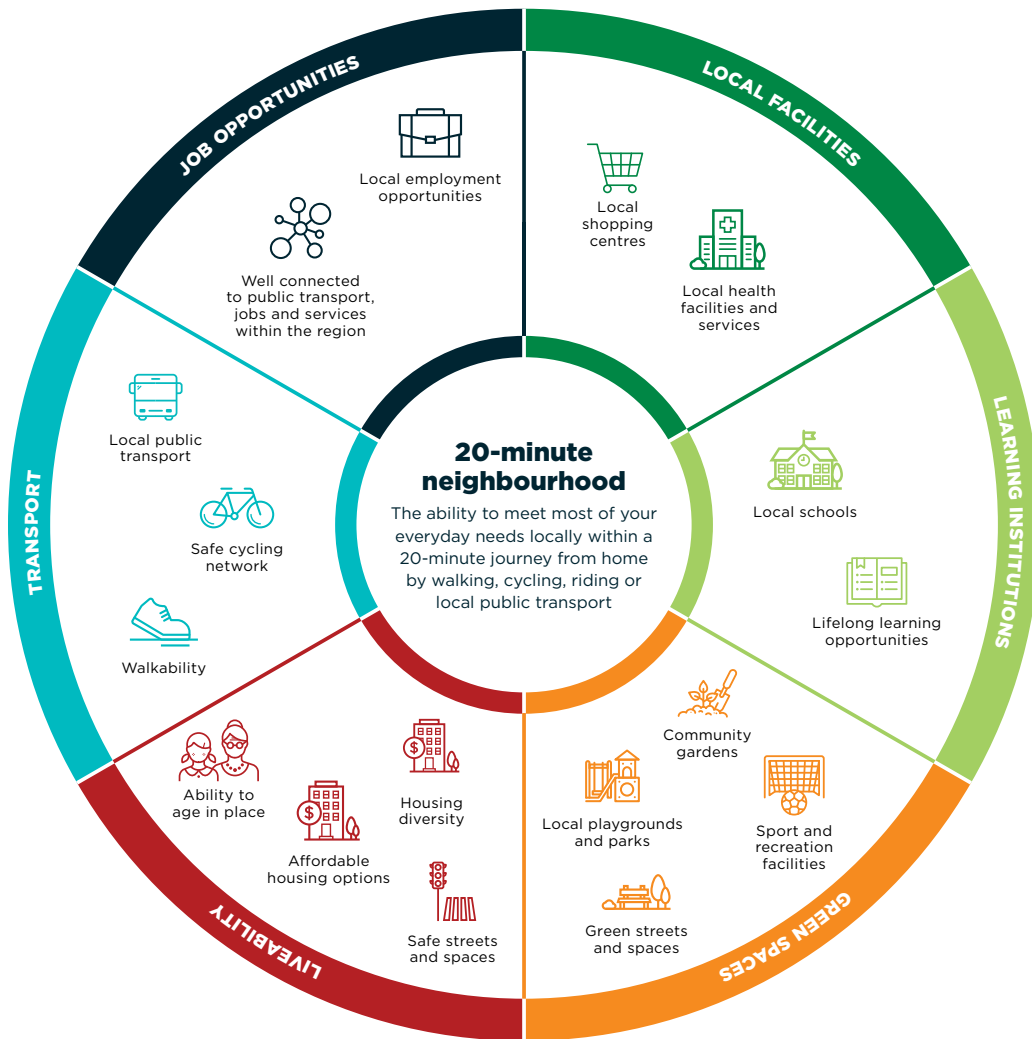 JOB OPPORTUNITIES
Local employment
opportunities
Well connected
to public transport,
jobs and services
within the region
LOCAL FACILITIES
Local
shopping
centres
Local health
facilities and
services
LEARNING INSTITUTIONS
Local schools
Lifelong learning
opportunities
GREEN SPACES
Community
gardens
Local playgrounds
and parks
Sport and
recreation
facilities
Green streets
and spaces
LIVEABILITY
Ability to
age in place
Housing
diversity
Affordable
housing options
Safe streets
and spaces
TRANSPORT
Local public
transport
Safe cycling
network
Walkability
20-minute
neighbourhood
The ability to meet most of your
everyday needs locally within a
20-minute journey from home
by walking, cycling, riding or
local public transport
$
$